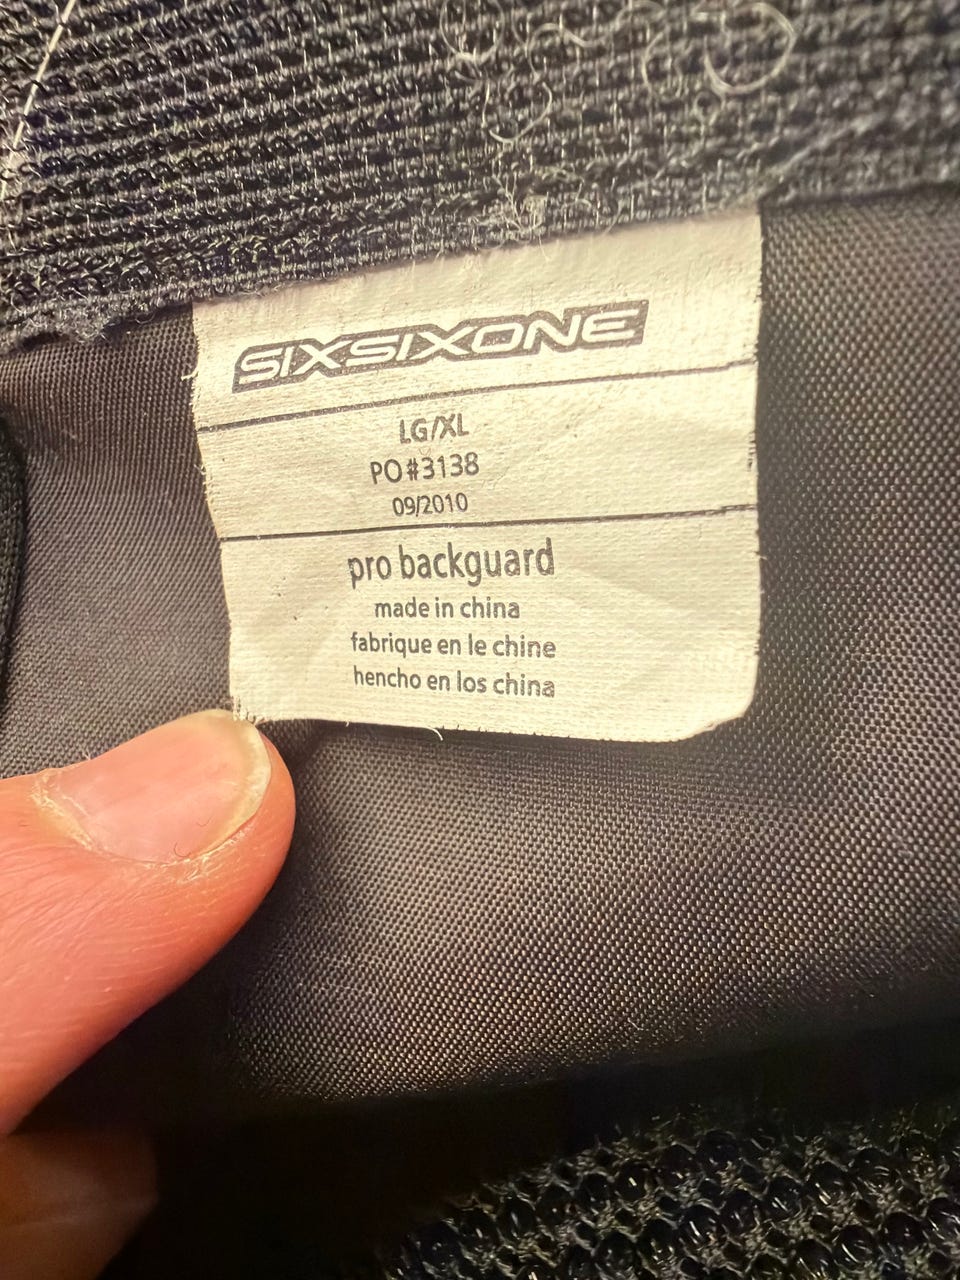 SIXSIXONE
LG/XL
PO#3138
09/2010
pro backguard
made in china
fabrique en le chine
hencho en los china